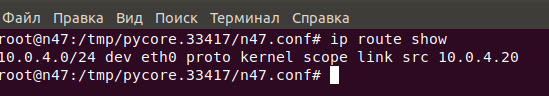 Файл Правка Вид Поиск Терминал Справка
root@n47:/tmp/pycore.33417/n47.conf# ip route show
10.0.4.0/24 dev eth0 proto kernel scope link src 10.0.4.20
root@n47:/tmp/pycore.33417/n47.conf#